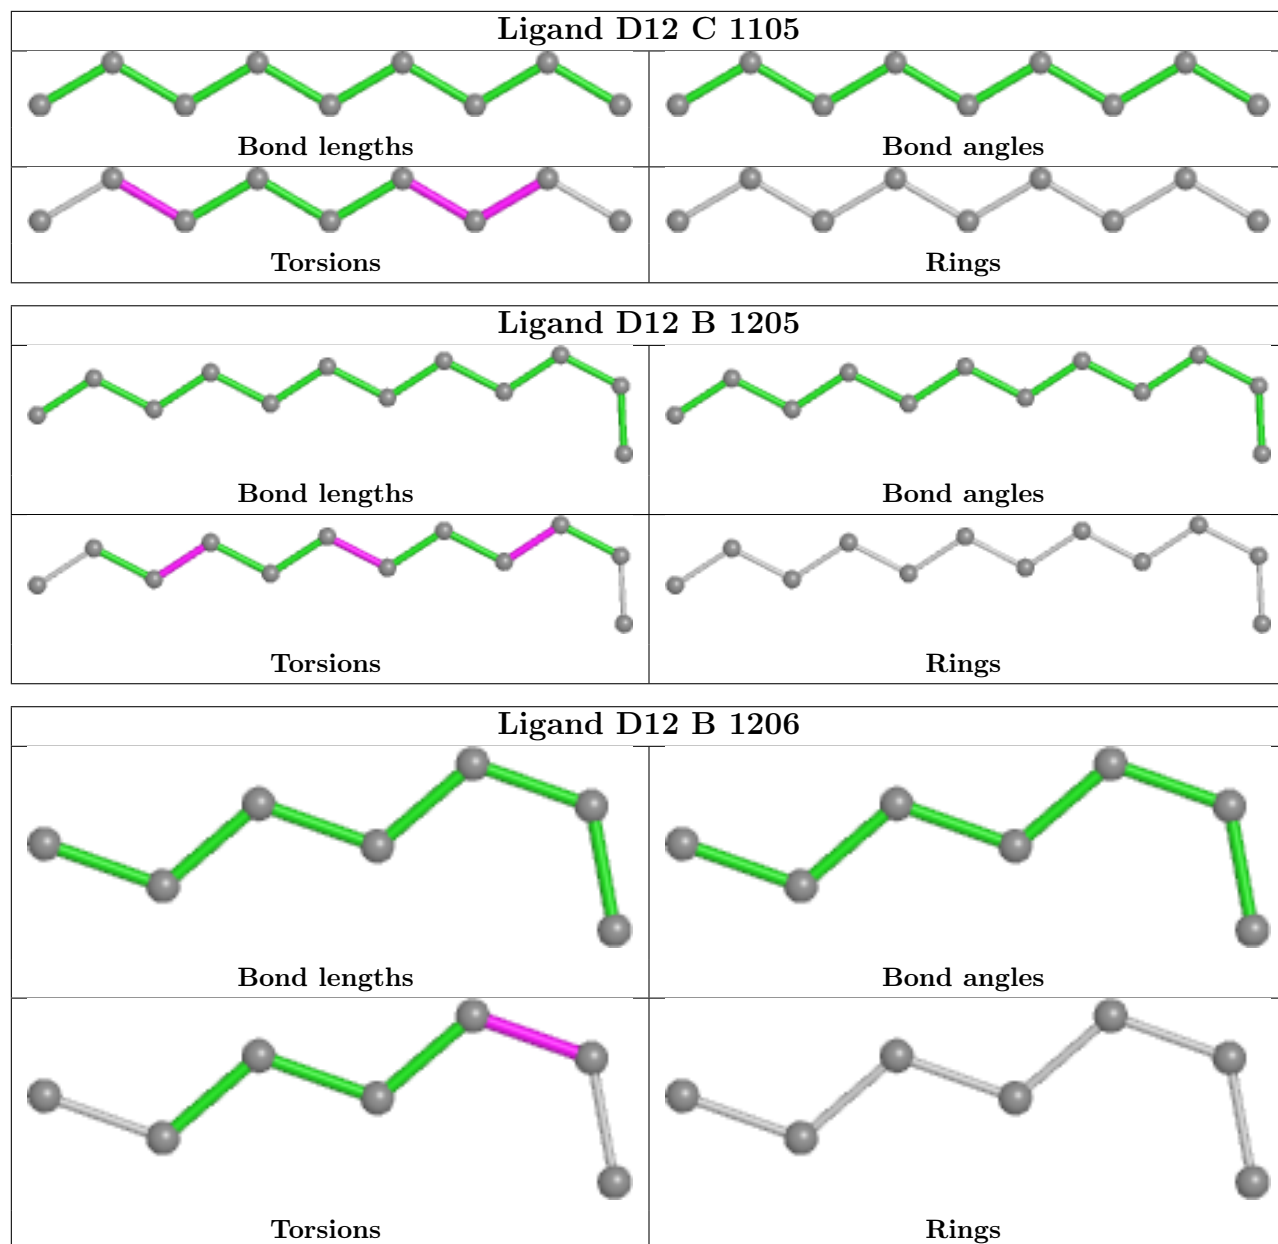 Ligand D12 C 1105
Bond lengths
Bond angles
Torsions
Rings
Ligand D12 B 1205
Bond lengths
Bond angles
Torsions
Rings
Ligand D12 B 1206
Bond lengths
Bond angles
Torsions
Rings